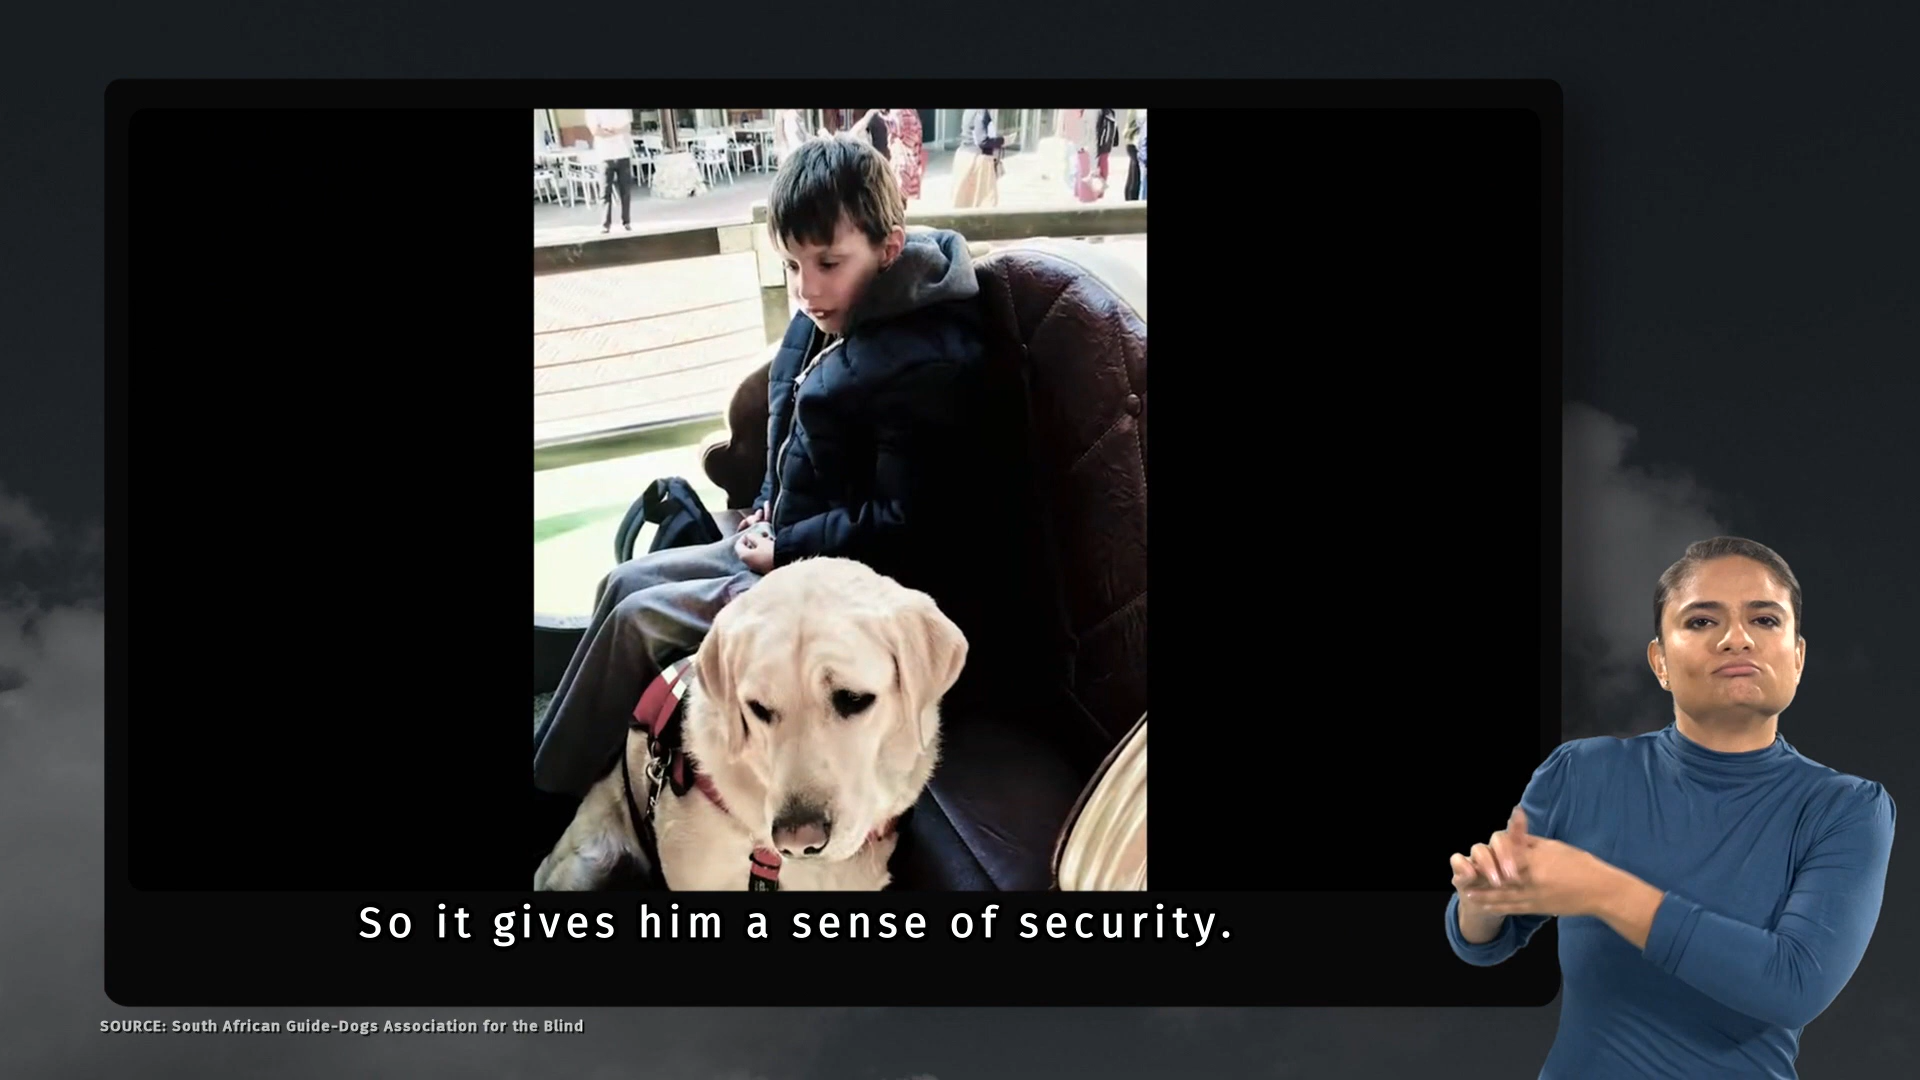 So it gives him a sense of security.
SOURCE: South African Guide-Dogs Association for the Blind